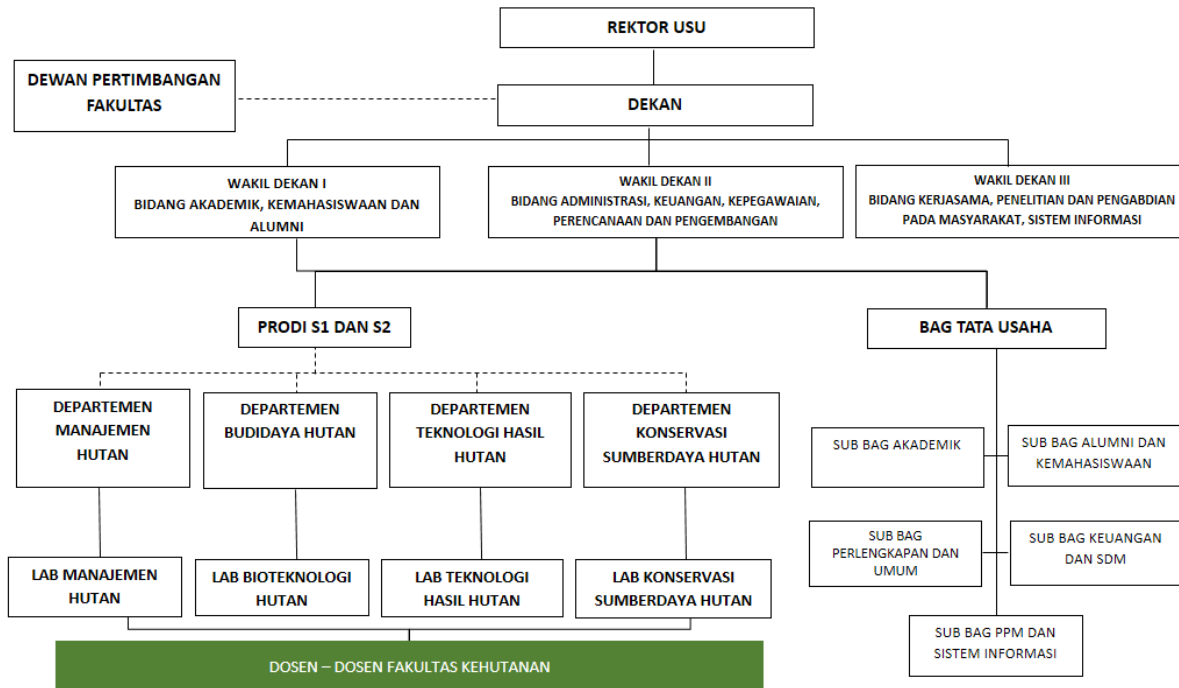 REKTOR USU
DEWAN PERTIMBANGAN
FAKULTAS
DEKAN
WAKIL DEKAN I
BIDANG AKADEMIK, KEMAHASISWAAN DAN
ALUMNI
WAKIL DEKAN II
BIDANG ADMINISTRASI, KEUANGAN, KEPEGAWAIAN,
PERENCANAAN DAN PENGEMBANGAN
WAKIL DEKAN III
BIDANG KERJASAMA, PENELITIAN DAN PENGABDIAN
PADA MASYARAKAT, SISTEM INFORMASI
PRODI S1 DAN S2
BAG TATA USAHA
DEPARTEMEN
MANAJEMEN
HUTAN
DEPARTEMEN
BUDIDAYA HUTAN
DEPARTEMEN
TEKNOLOGI HASIL
HUTAN
DEPARTEMEN
KONSERVASI
SUMBERDAYA HUTAN
SUB BAG AKADEMIK
SUB BAG ALUMNI DAN
KEMAHASISWAAN
LAB MANAJEMEN
HUTAN
LAB BIOTEKNOLOGI
HUTAN
LAB TEKNOLOGI
HASIL HUTAN
LAB KONSERVASI
SUMBERDAYA HUTAN
SUB BAG
PERLENGKAPAN DAN
UMUM
SUB BAG KEUANGAN
DAN SDM
SUB BAG PPM DAN
SISTEM INFORMASI
DOSEN – DOSEN FAKULTAS KEHUTANAN